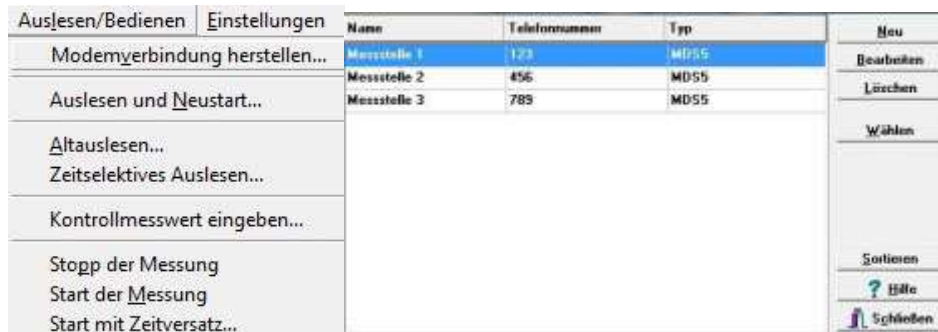 Auslesen/Bedienen Einstellungen
Modemverbindung herstellen...
Auslesen und Neustart...
Altauslesen...
Zeitselektives Auslesen...
Kontrollmesswert eingeben...
Stopp der Messung
Start der Messung
Start mit Zeitversatz...
Name Telefonnummer Typ
Messstelle 1 123 MDS5
Messstelle 2 456 MDS5
Messstelle 3 789 MDS5
Neu
Bearbeiten
Löschen
Wählen
Sortieren
? Hilfe
Schließen